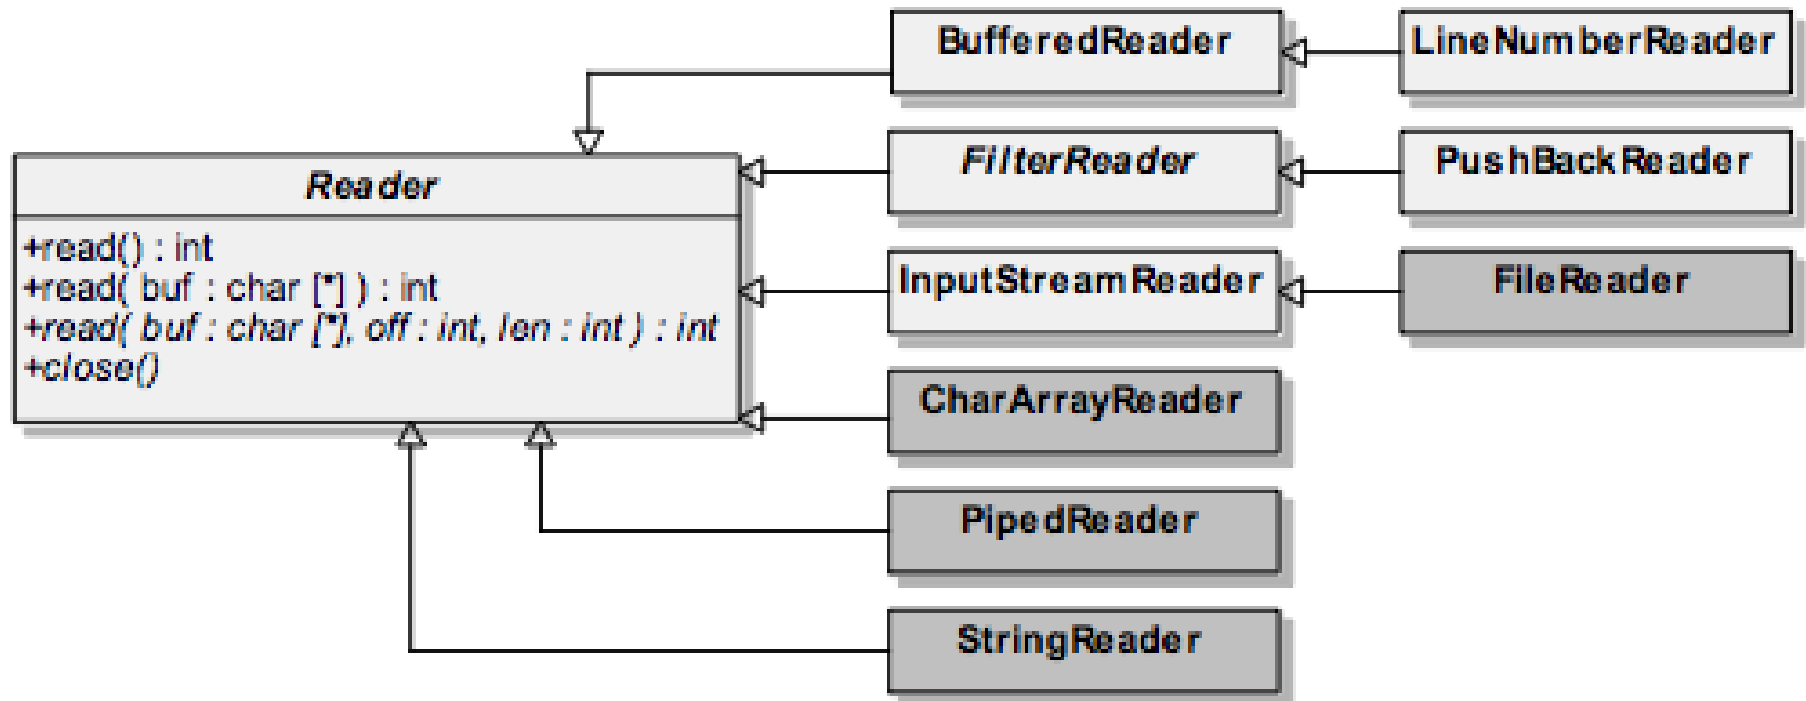 BufferedReader
LineNumberReader
FilterReader
PushBackReader
Reader
+read() : int
+read( buf : char [*] ) : int
+read( buf : char [*], off : int, len : int ) : int
+close()
InputStreamReader
FileReader
CharArrayReader
PipedReader
StringReader